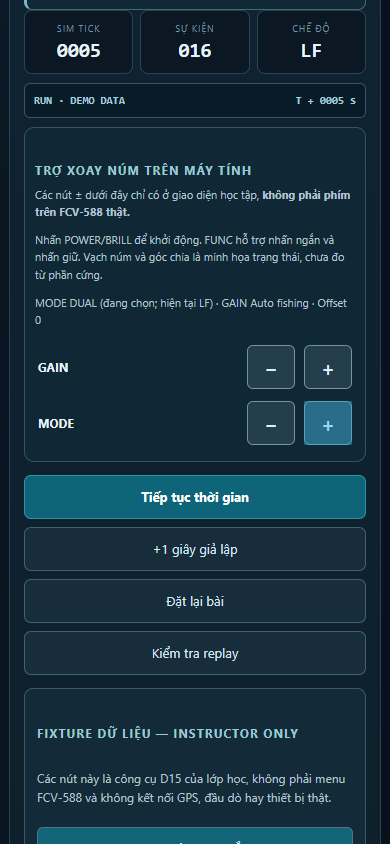 SIM TICK
0005
SỰ KIỆN
016
CHẾ ĐỘ
LF
RUN · DEMO DATA
T + 0005 s
TRỢ XOAY NÚM TRÊN MÁY TÍNH
Các nút ± dưới đây chỉ có ở giao diện học tập, không phải phím
trên FCV-588 thật.
Nhấn POWER/BRILL để khởi động. FUNC hỗ trợ nhấn ngắn và
nhấn giữ. Vạch núm và góc chia là minh họa trạng thái, chưa đo
từ phần cứng.
MODE DUAL (đang chọn; hiện tại LF) · GAIN Auto fishing · Offset
0
GAIN
−
+
MODE
−
+
Tiếp tục thời gian
+1 giây giả lập
Đặt lại bài
Kiểm tra replay
FIXTURE DỮ LIỆU — INSTRUCTOR ONLY
Các nút này là công cụ D15 của lớp học, không phải menu
FCV-588 và không kết nối GPS, đầu dò hay thiết bị thật.